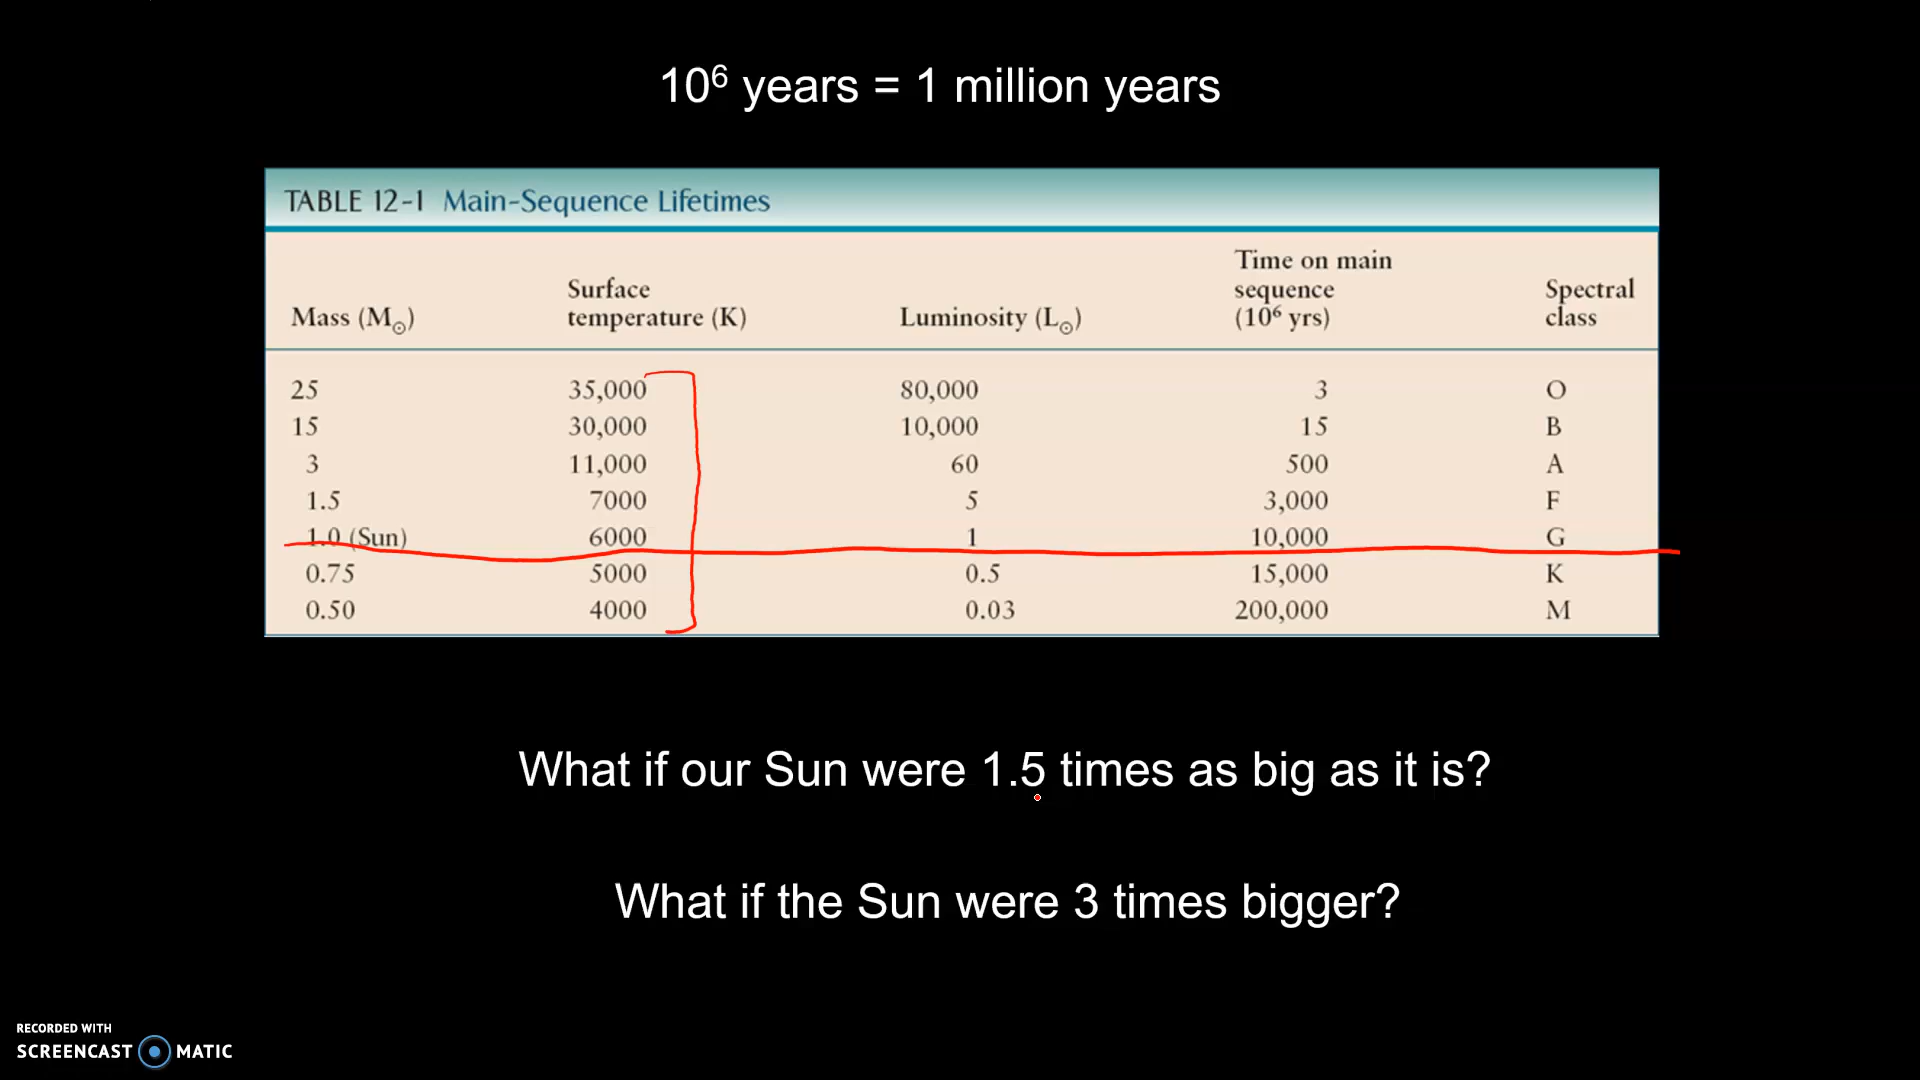 10⁶ years = 1 million years
TABLE 12-1 Main-Sequence Lifetimes
Mass (M⊙) Surface temperature (K) Luminosity (L⊙) Time on main sequence (10⁶ yrs) Spectral class
25 35,000 80,000 3 O
15 30,000 10,000 15 B
3 11,000 60 500 A
1.5 7000 5 3,000 F
1.0 (Sun) 6000 1 10,000 G
0.75 5000 0.5 15,000 K
0.50 4000 0.03 200,000 M
What if our Sun were 1.5 times as big as it is?
What if the Sun were 3 times bigger?
RECORDED WITH
SCREENCAST MATIC